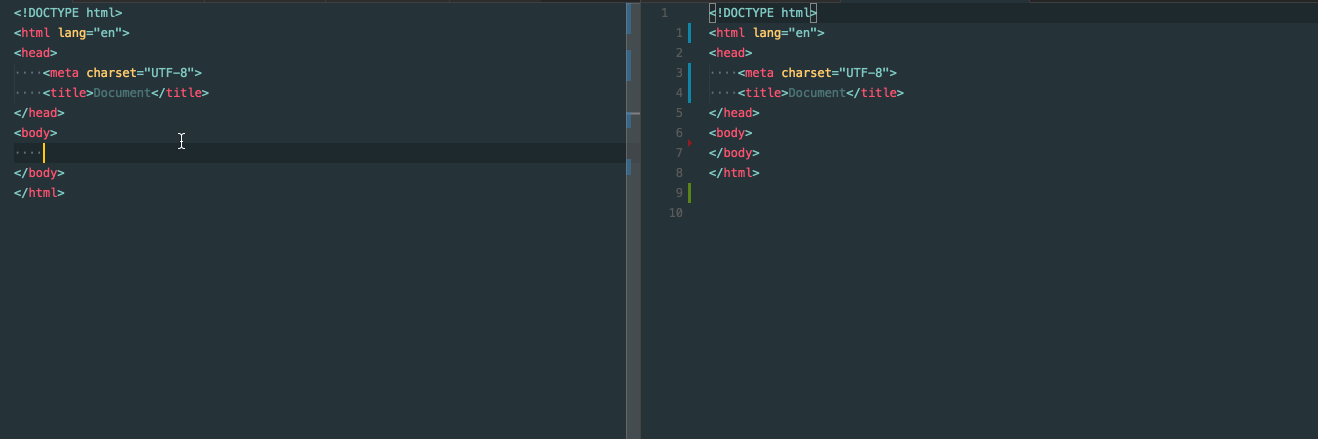 <!DOCTYPE html>
<html lang="en">
<head>
····<meta charset="UTF-8">
····<title>Document</title>
</head>
<body>
····
</body>
</html>
1 <!DOCTYPE html>
1 <html lang="en">
2 <head>
3 ····<meta charset="UTF-8">
4 ····<title>Document</title>
5 </head>
6 <body>
7 </body>
8 </html>
9
10